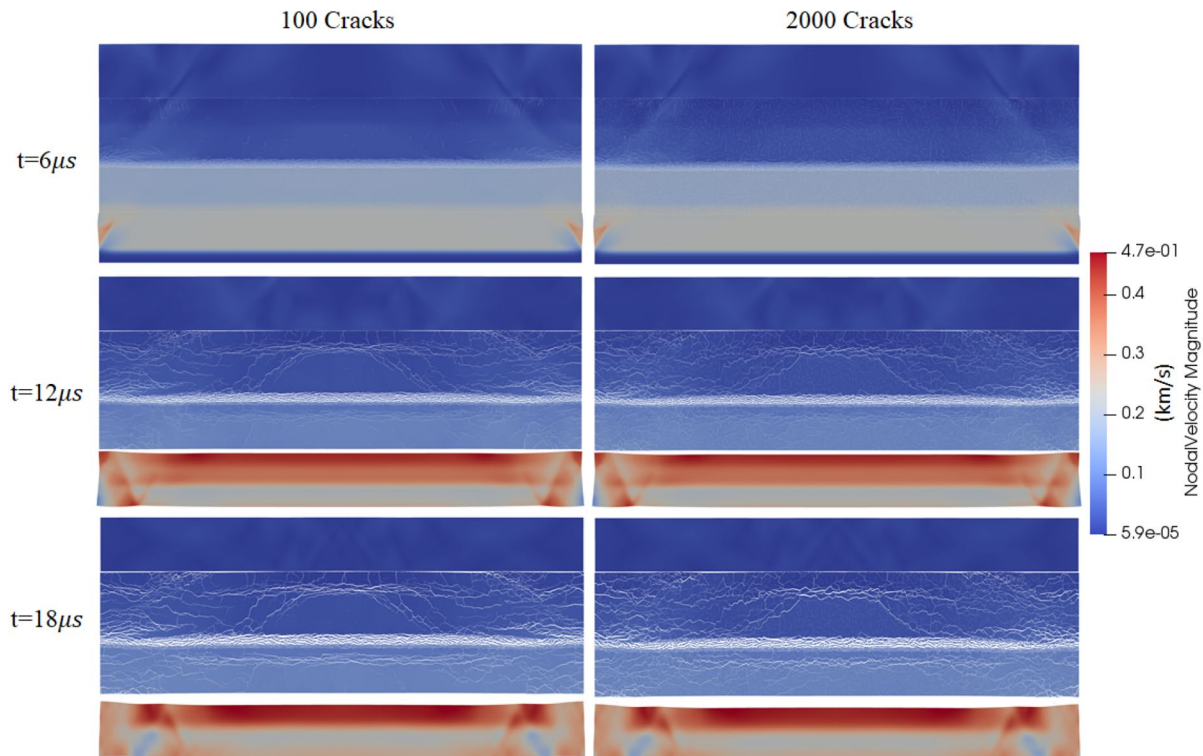 100 Cracks
2000 Cracks
t=6μs
t=12μs
t=18μs
4.7e-01
0.4
0.3
0.2
0.1
5.9e-05
(km/s)
NodalVelocity Magnitude